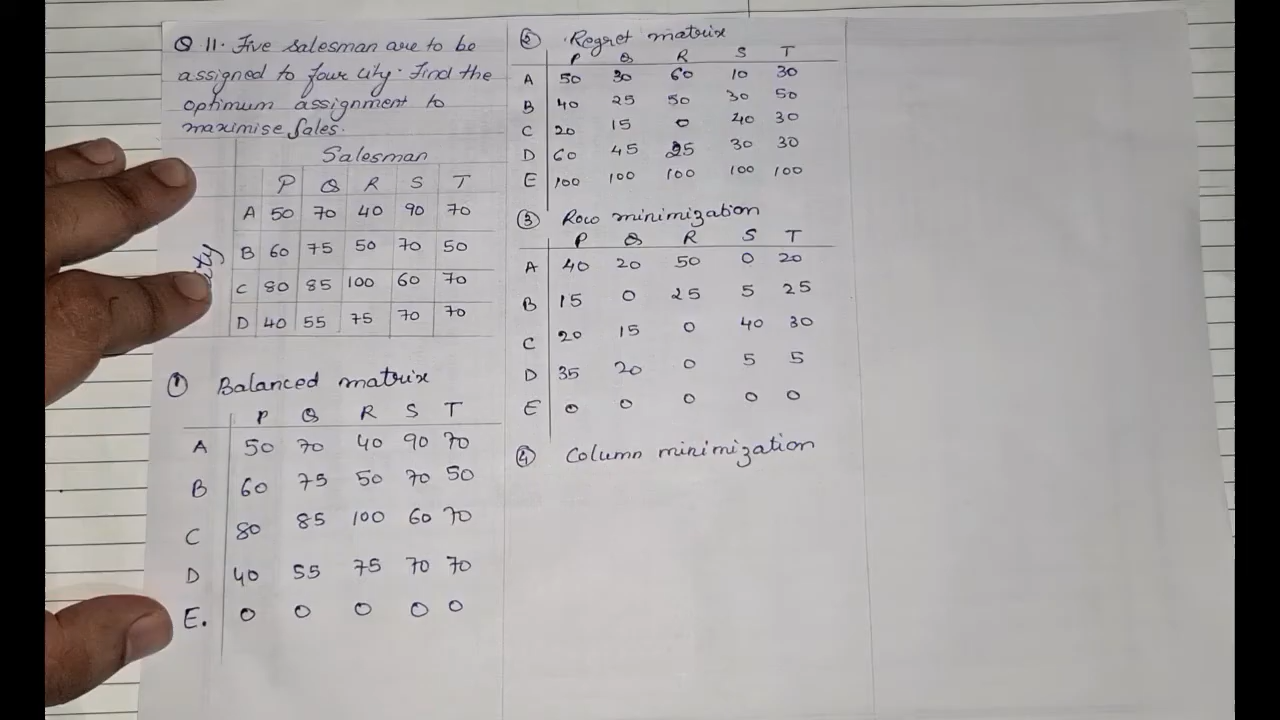 Q 11. Five salesman are to be
assigned to four city. Find the
optimum assignment to
maximise Sales.
Salesman
P Q R S T
A 50 70 40 90 70
B 60 75 50 70 50
C 80 85 100 60 70
D 40 55 75 70 70
ity
① Balanced matrix
P Q R S T
A 50 70 40 90 70
B 60 75 50 70 50
C 80 85 100 60 70
D 40 55 75 70 70
E. 0 0 0 0 0
② Regret matrix
P Q R S T
A 50 30 60 10 30
B 40 25 50 30 50
C 20 15 0 40 30
D 60 45 25 30 30
E 100 100 100 100 100
③ Row minimization
P Q R S T
A 40 20 50 0 20
B 15 0 25 5 25
C 20 15 0 40 30
D 35 20 0 5 5
E 0 0 0 0 0
④ Column minimization